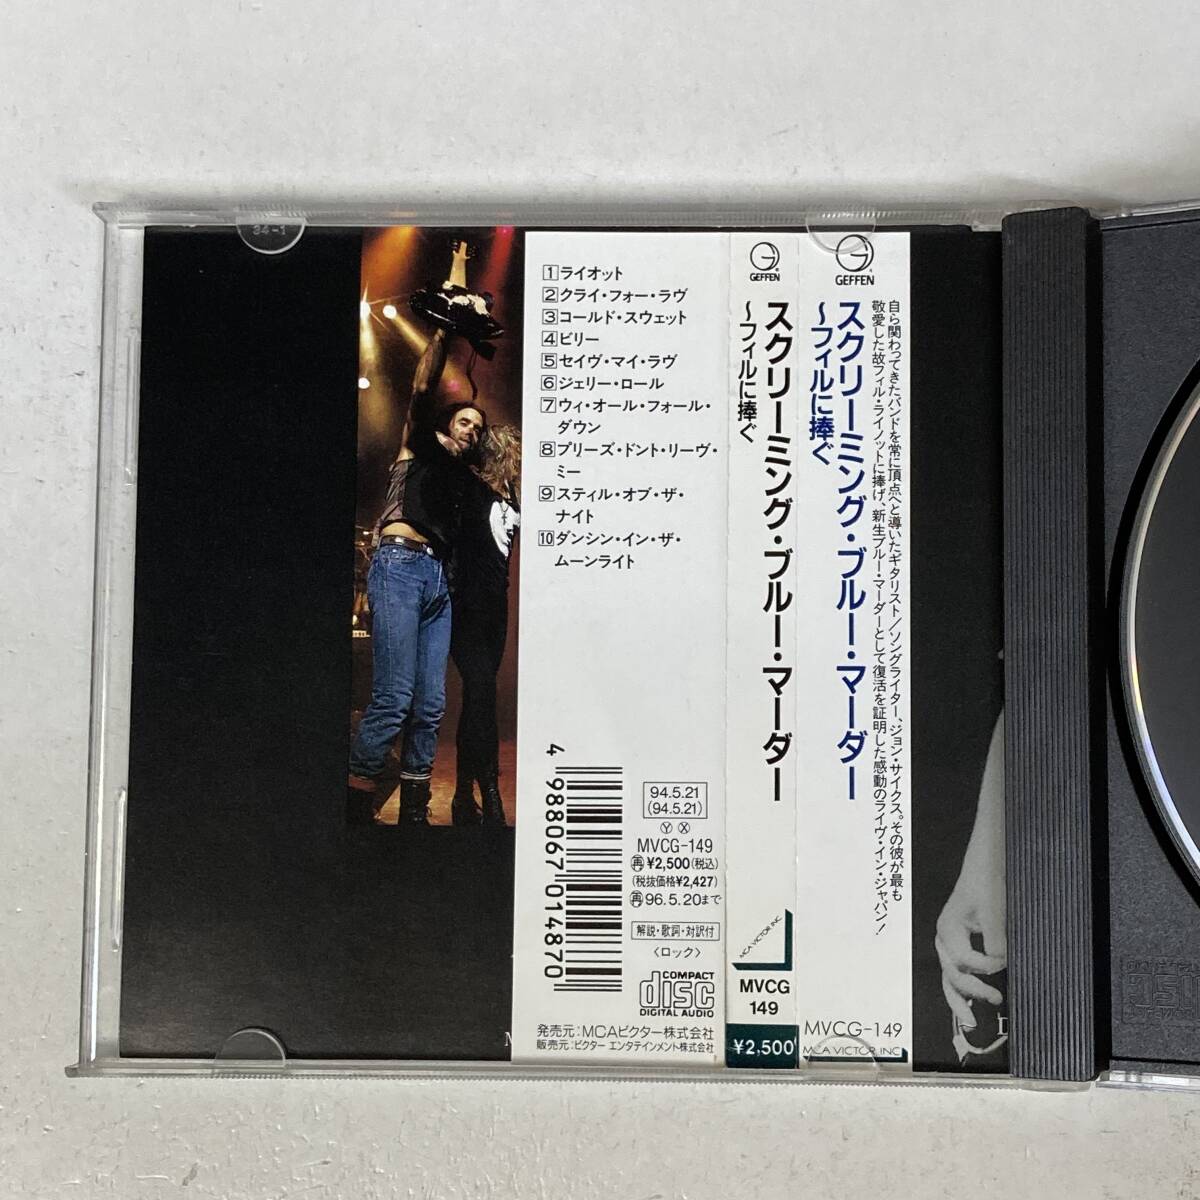 34-1
1 ライオット
2 クライ・フォー・ラヴ
3 コールド・スウェット
4 ビリー
5 セイヴ・マイ・ラヴ
6 ジェリー・ロール
7 ウィ・オール・フォール・
ダウン
8 プリーズ・ドント・リーヴ・
ミー
9 スティル・オブ・ザ・
ナイト
10 ダンシン・イン・ザ・
ムーンライト
4 988067 014870
94.5.21
(94.5.21)
Ⓨ Ⓧ
MVCG-149
再 ¥2,500(税込)
(税抜価格¥2,427)
再 96.5.20まで
解説・歌詞・対訳付
〈ロック〉
COMPACT
disc
DIGITAL AUDIO
発売元:MCAビクター株式会社
販売元:ビクター エンタテインメント株式会社
GEFFEN
スクリーミング・ブルー・マーダー
〜フィルに捧ぐ
MCA VICTOR, INC.
MVCG
149
¥2,500
GEFFEN
自ら関わってきたバンドを常に頂点へと導いたギタリスト/ソングライター、ジョン・サイクス。その彼が最も
敬愛した故フィル・ライノットに捧げ、新生ブルー・マーダーとして復活を証明した感動のライヴ・イン・ジャパン!
スクリーミング・ブルー・マーダー
〜フィルに捧ぐ
MVCG-149
MCA VICTOR, INC.